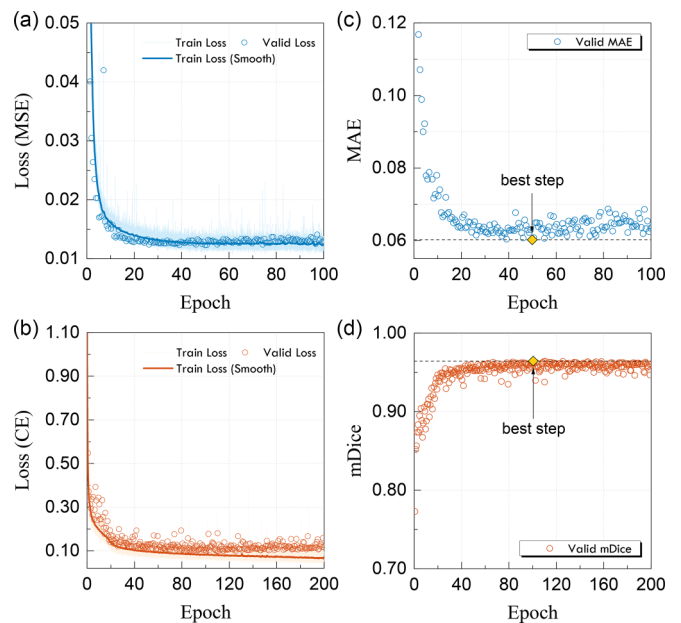 (a)
0.05
0.04
0.03
0.02
0.01
Loss (MSE)
Train Loss
Valid Loss
Train Loss (Smooth)
0 20 40 60 80 100
Epoch
(c)
0.12
0.10
0.08
0.06
MAE
Valid MAE
best step
0 20 40 60 80 100
Epoch
(b)
1.10
0.90
0.70
0.50
0.30
0.10
Loss (CE)
Train Loss
Valid Loss
Train Loss (Smooth)
0 40 80 120 160 200
Epoch
(d)
1.00
0.90
0.80
0.70
mDice
best step
Valid mDice
0 40 80 120 160 200
Epoch